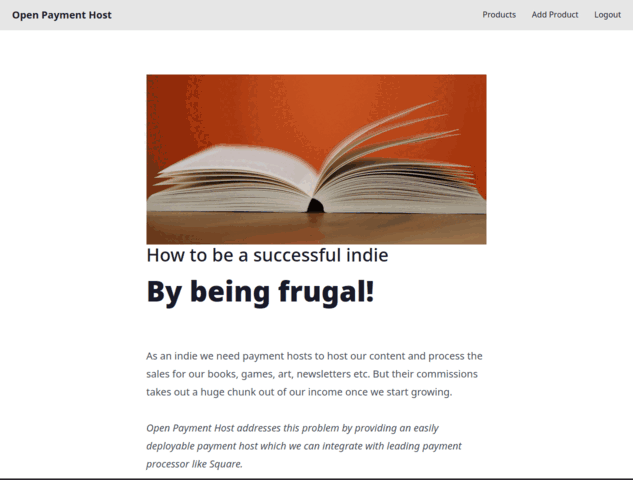 Open Payment Host
Products Add Product Logout
How to be a successful indie
By being frugal!
As an indie we need payment hosts to host our content and process the
sales for our books, games, art, newsletters etc. But their commissions
takes out a huge chunk out of our income once we start growing.
Open Payment Host addresses this problem by providing an easily
deployable payment host which we can integrate with leading payment
processor like Square.